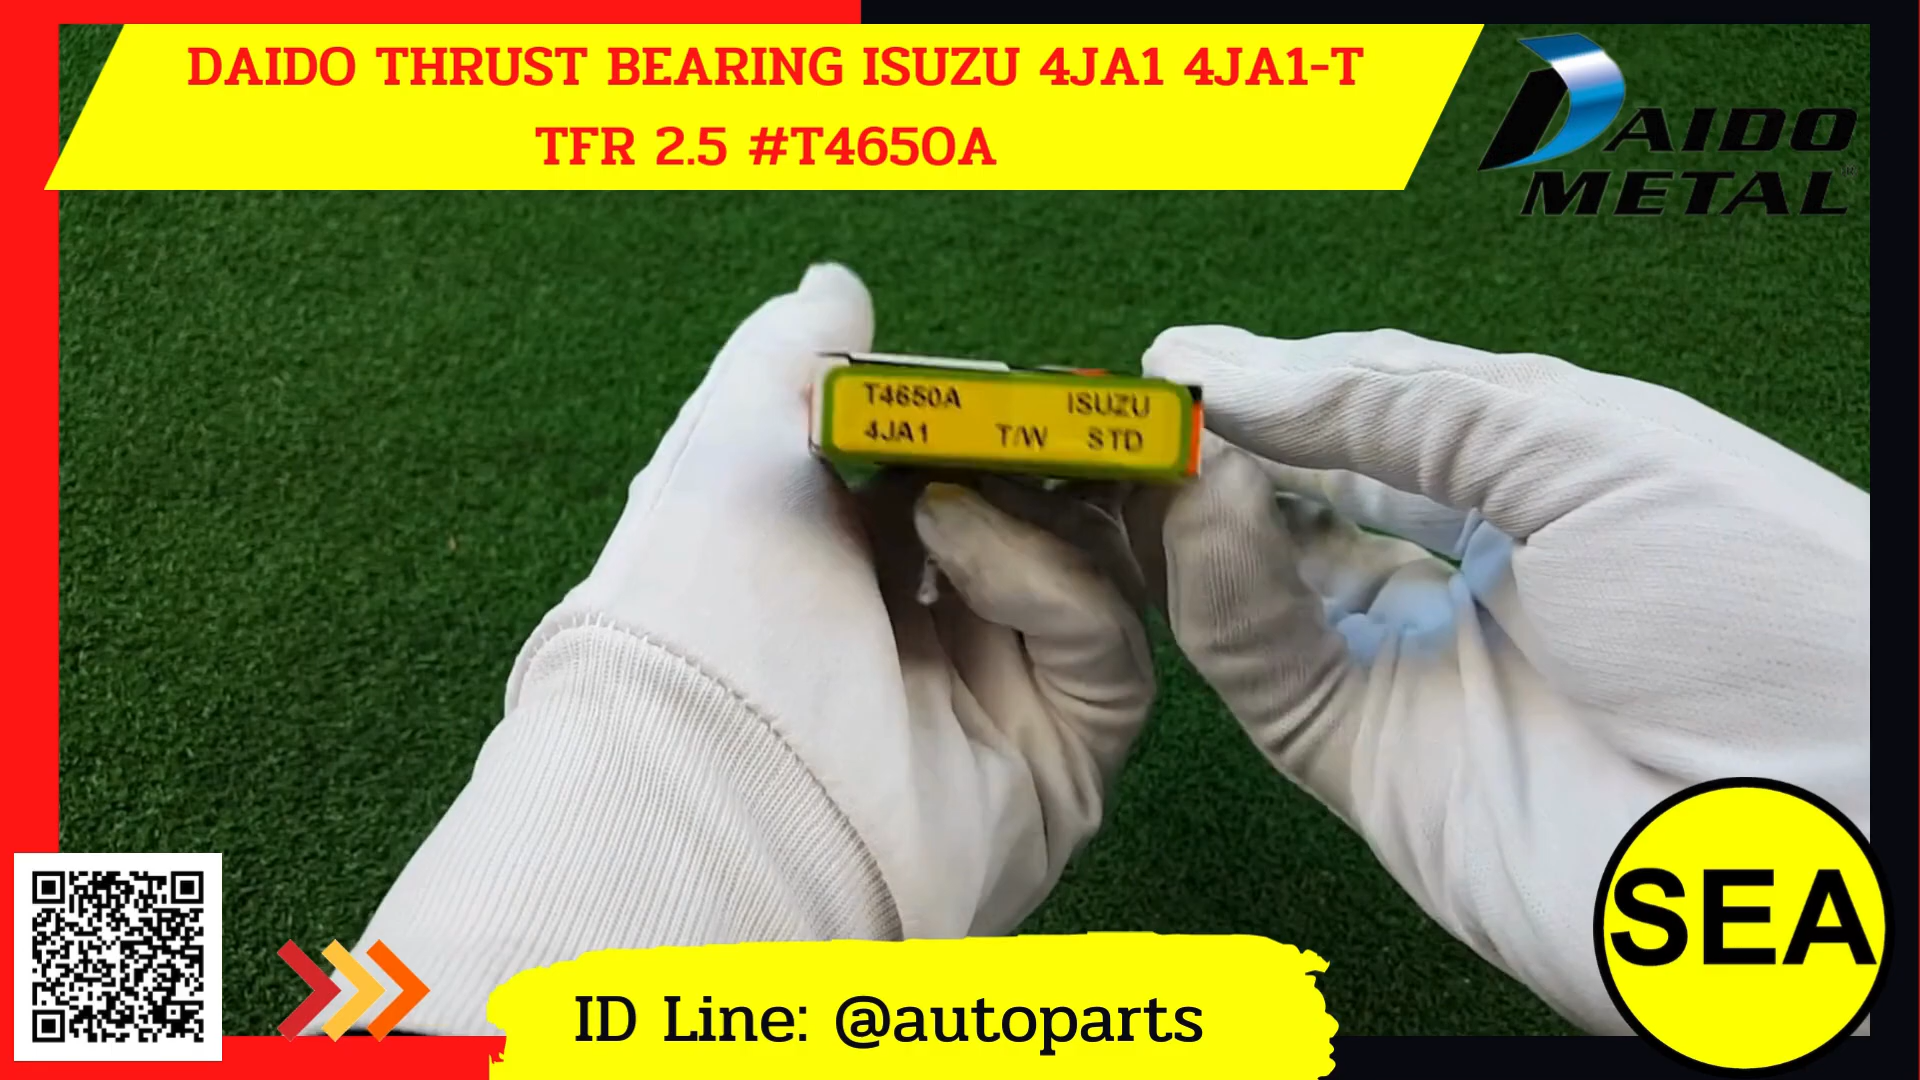 DAIDO THRUST BEARING ISUZU 4JA1 4JA1-T
TFR 2.5 #T4650A
DAIDO
METAL
T4650A ISUZU
4JA1 T/W STD
SEA
ID Line: @autoparts